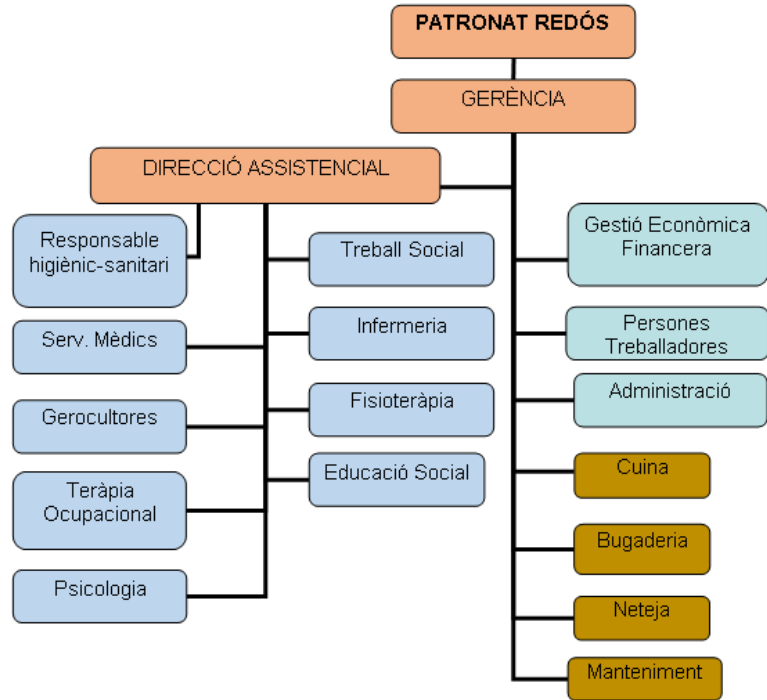 PATRONAT REDÓS
GERÈNCIA
DIRECCIÓ ASSISTENCIAL
Responsable
higiènic-sanitari
Serv. Mèdics
Gerocultores
Teràpia
Ocupacional
Psicologia
Treball Social
Infermeria
Fisioteràpia
Educació Social
Gestió Econòmica
Financera
Persones
Treballadores
Administració
Cuina
Bugaderia
Neteja
Manteniment